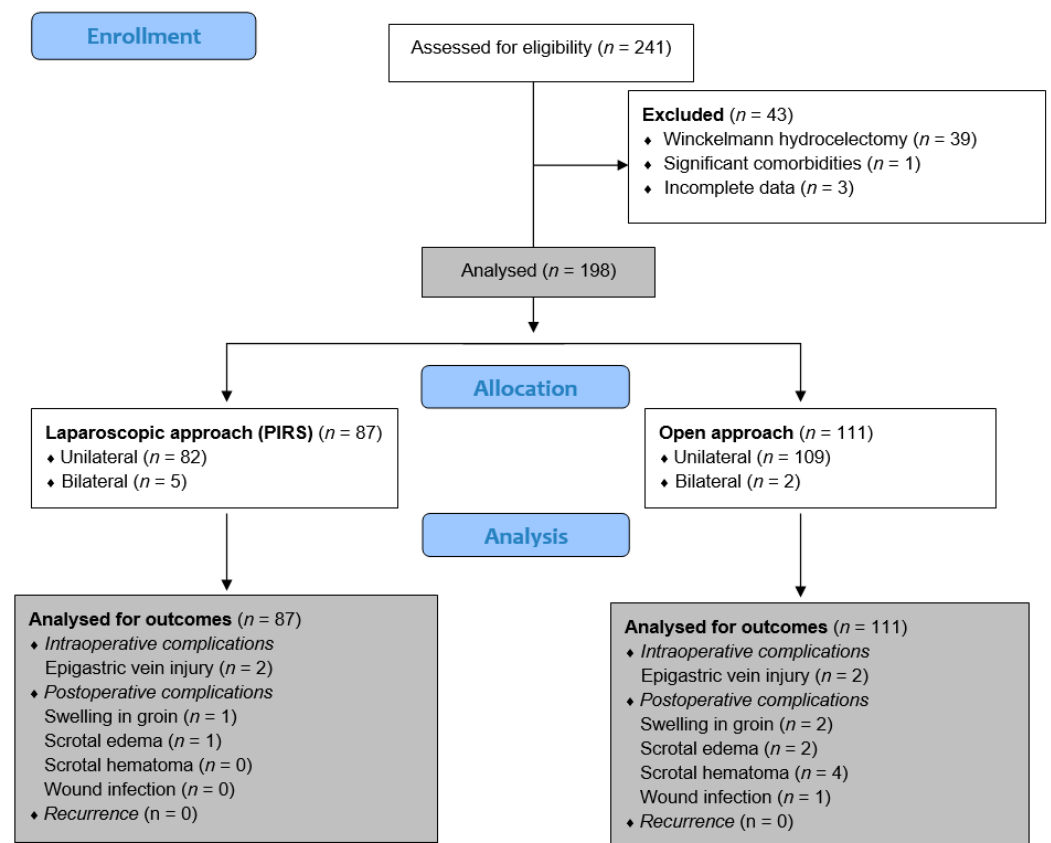 Enrollment
Assessed for eligibility (n = 241)
Excluded (n = 43)
♦ Winckelmann hydrocelectomy (n = 39)
♦ Significant comorbidities (n = 1)
♦ Incomplete data (n = 3)
Analysed (n = 198)
Allocation
Laparoscopic approach (PIRS) (n = 87)
♦ Unilateral (n = 82)
♦ Bilateral (n = 5)
Open approach (n = 111)
♦ Unilateral (n = 109)
♦ Bilateral (n = 2)
Analysis
Analysed for outcomes (n = 87)
♦ Intraoperative complications
Epigastric vein injury (n = 2)
♦ Postoperative complications
Swelling in groin (n = 1)
Scrotal edema (n = 1)
Scrotal hematoma (n = 0)
Wound infection (n = 0)
♦ Recurrence (n = 0)
Analysed for outcomes (n = 111)
♦ Intraoperative complications
Epigastric vein injury (n = 2)
♦ Postoperative complications
Swelling in groin (n = 2)
Scrotal edema (n = 2)
Scrotal hematoma (n = 4)
Wound infection (n = 1)
♦ Recurrence (n = 0)